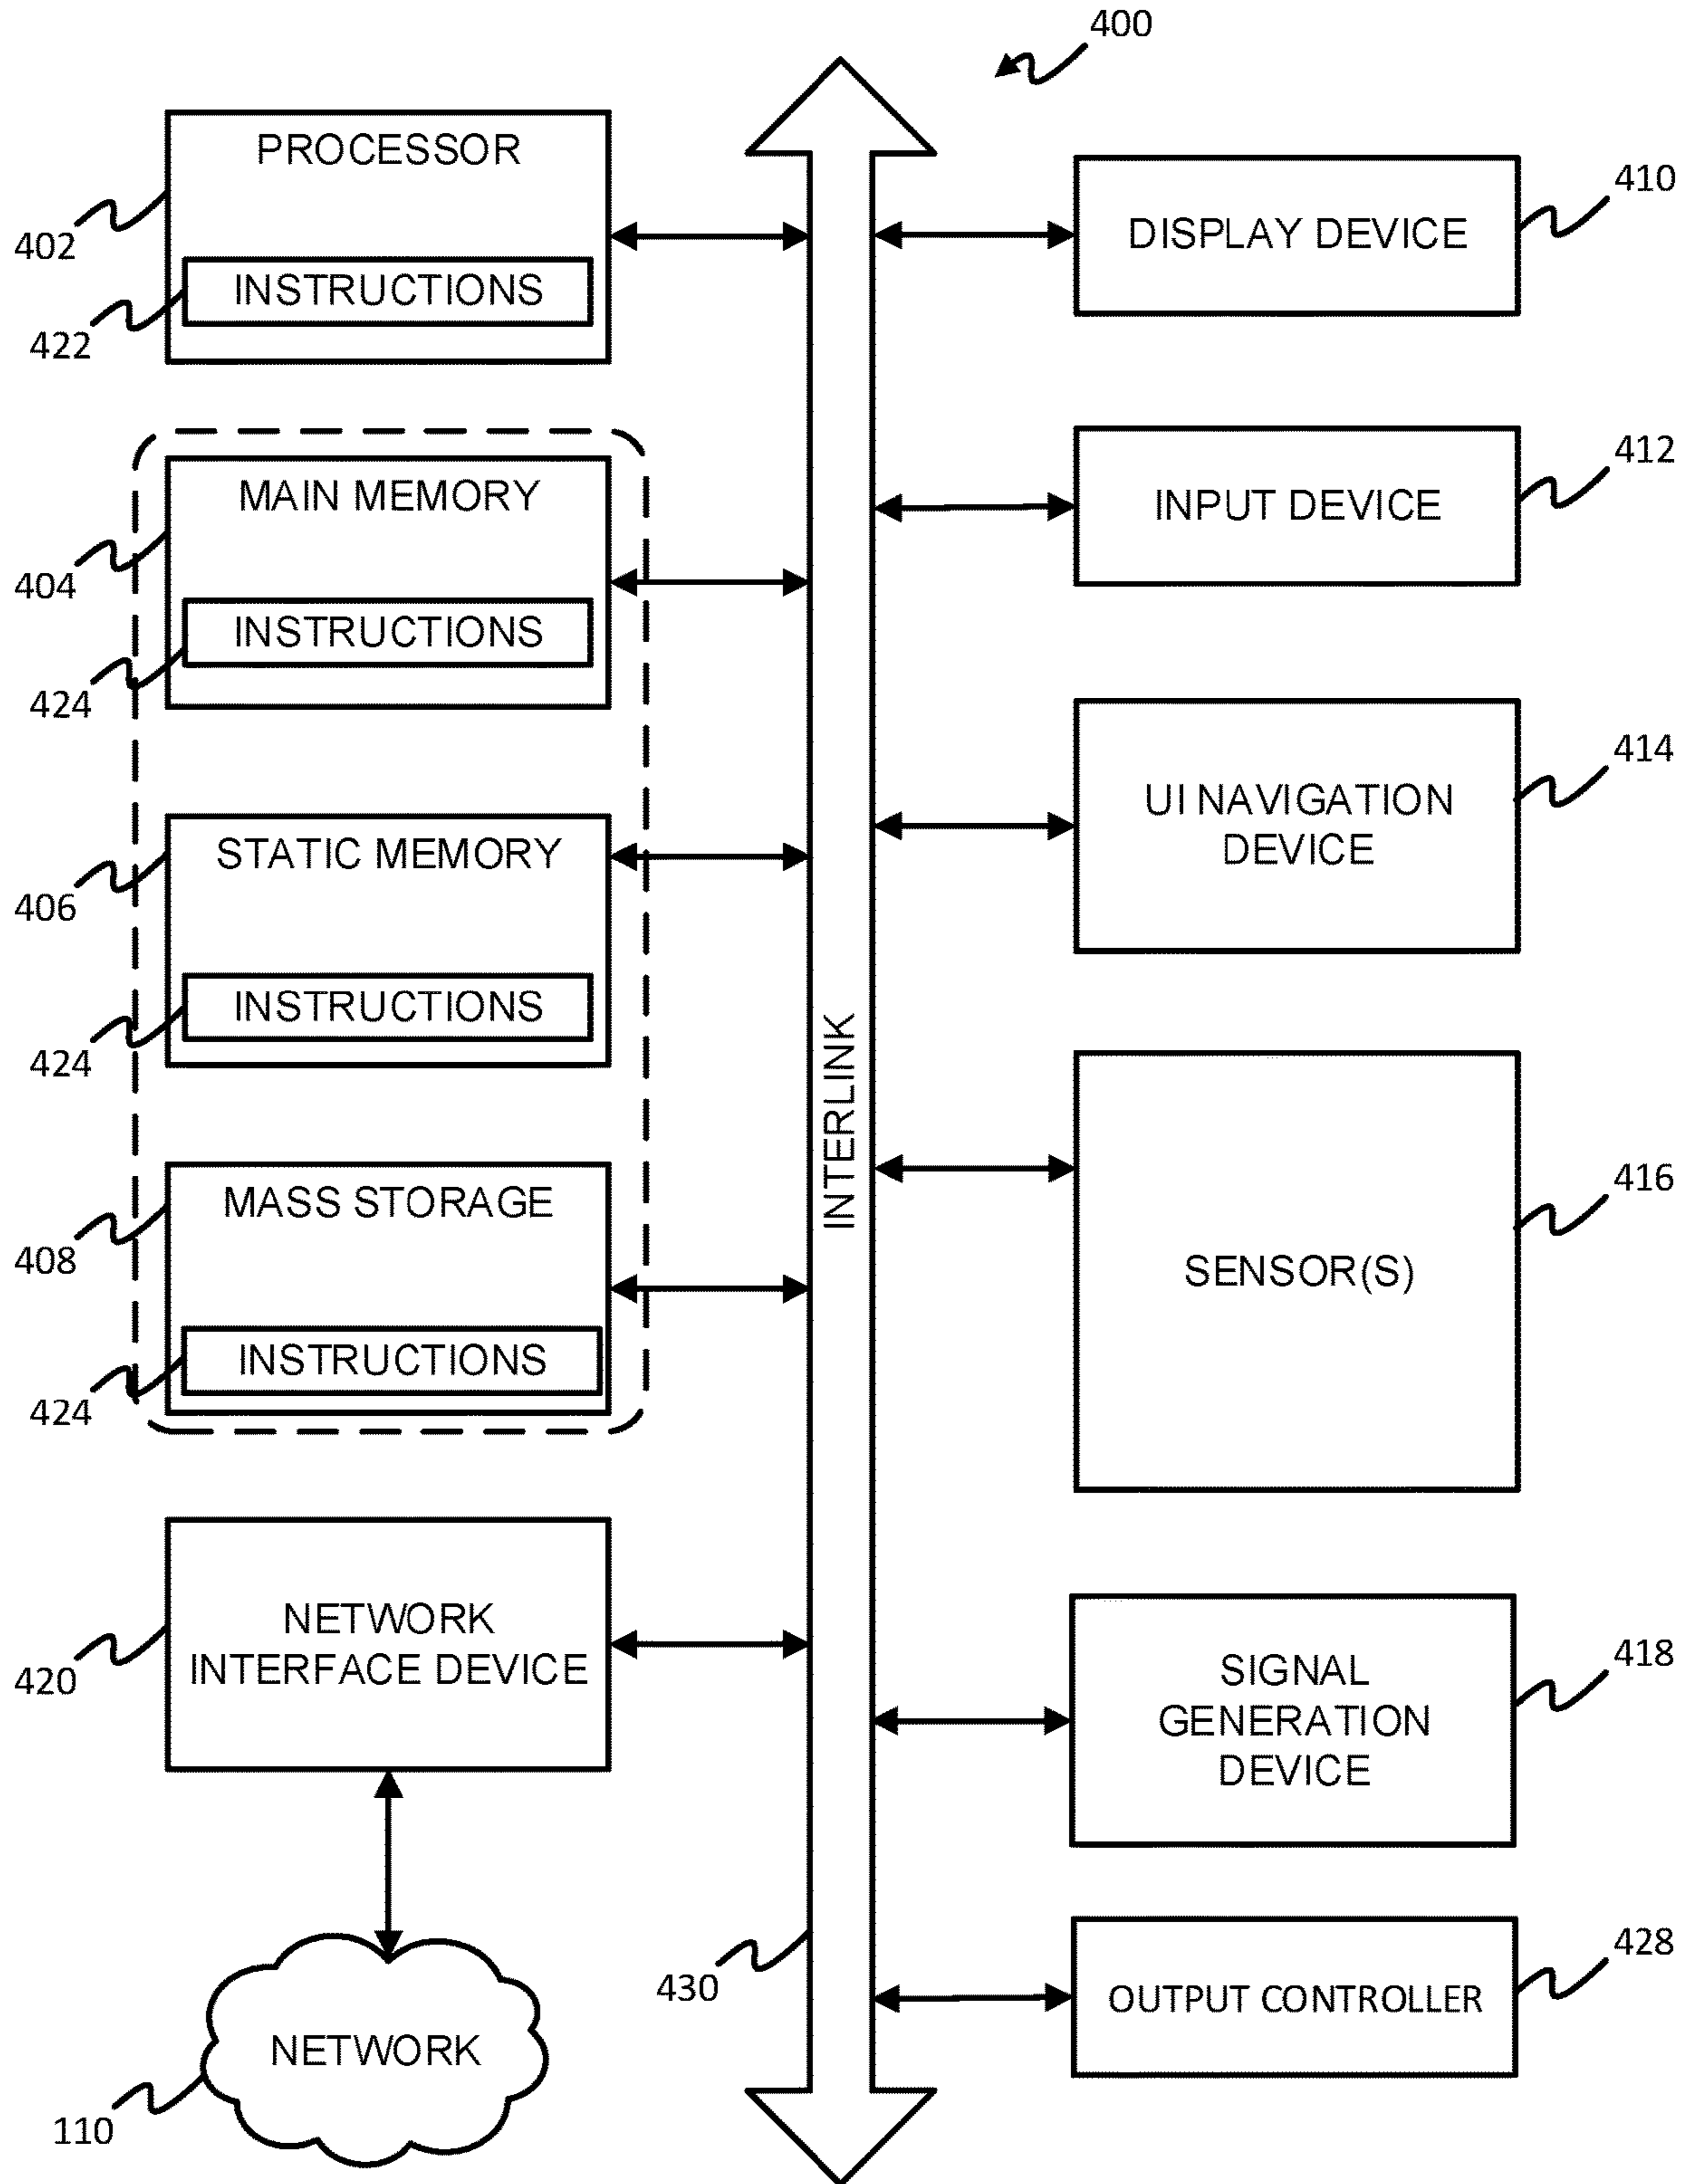 400
PROCESSOR
402
INSTRUCTIONS
422
MAIN MEMORY
404
INSTRUCTIONS
424
STATIC MEMORY
406
INSTRUCTIONS
424
MASS STORAGE
408
INSTRUCTIONS
424
NETWORK
INTERFACE DEVICE
420
NETWORK
110
INTERLINK
430
DISPLAY DEVICE
410
INPUT DEVICE
412
UI NAVIGATION
DEVICE
414
SENSOR(S)
416
SIGNAL
GENERATION
DEVICE
418
OUTPUT CONTROLLER
428